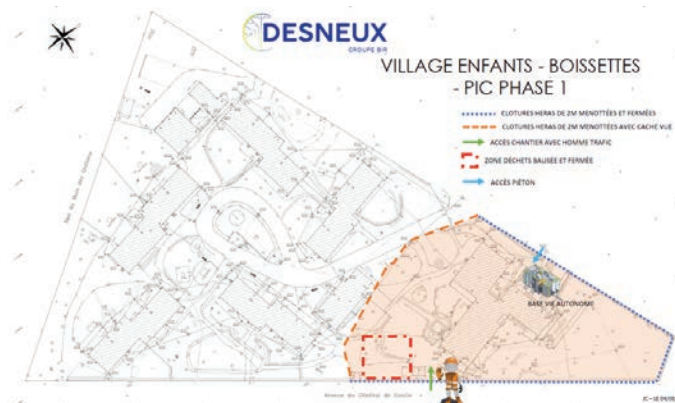 DESNEUX
GROUPE BIR
VILLAGE ENFANTS - BOISSETTES
- PIC PHASE 1
CLOTURES HERAS DE 2M MENOTTÉES ET FERMÉES
CLOTURES HERAS DE 2M MENOTTÉES AVEC CACHE VUE
ACCÈS CHANTIER AVEC HOMME TRAFIC
ZONE DÉCHETS BALISÉE ET FERMÉE
ACCÈS PIÉTON
BASE VIE AUTONOME